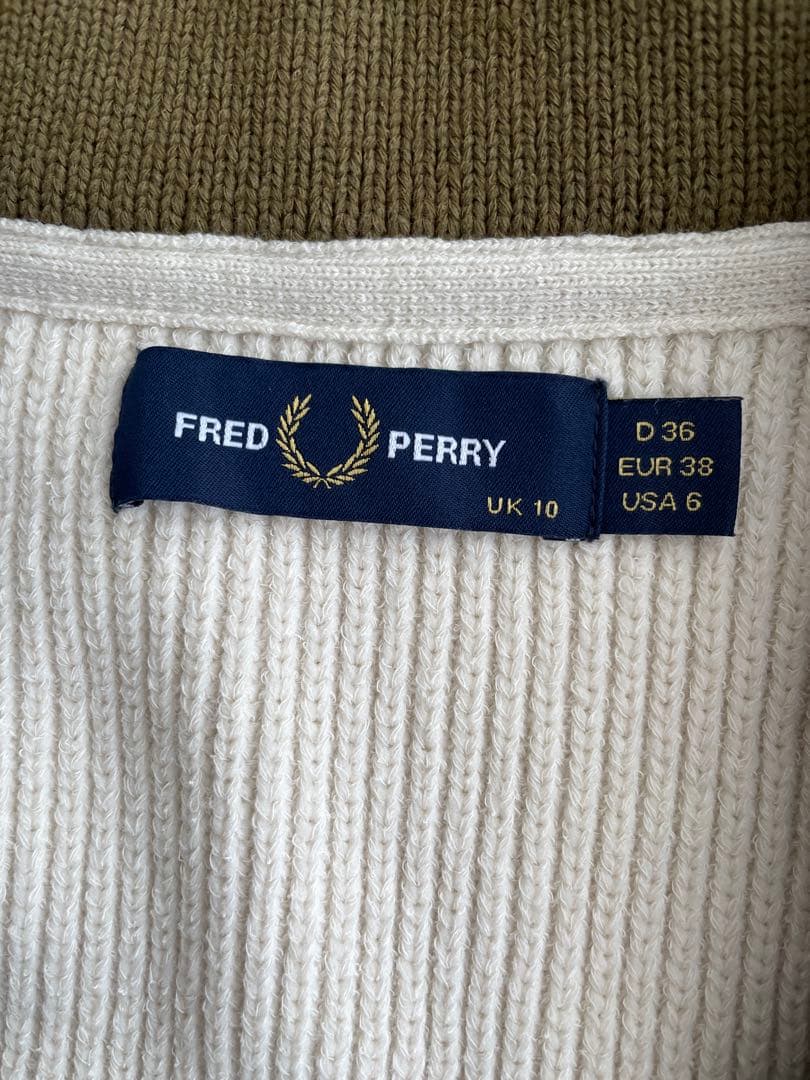 FRED PERRY
UK 10
D 36
EUR 38
USA 6